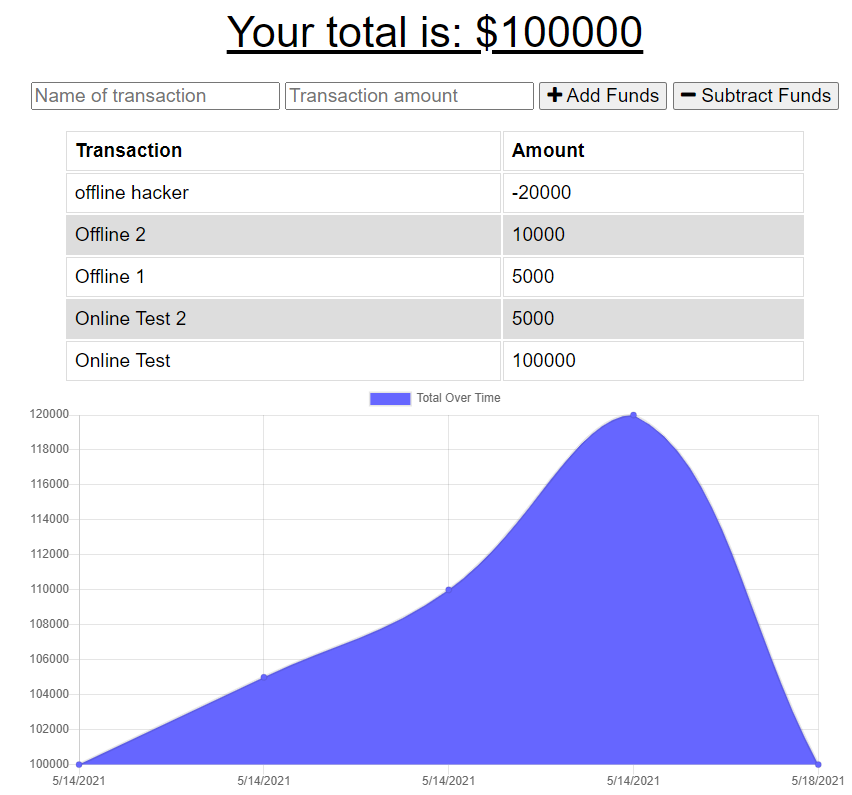 Your total is: $100000
Name of transaction Transaction amount Add Funds Subtract Funds
Transaction Amount
offline hacker -20000
Offline 2 10000
Offline 1 5000
Online Test 2 5000
Online Test 100000
Total Over Time
120000
118000
116000
114000
112000
110000
108000
106000
104000
102000
100000
5/14/2021 5/14/2021 5/14/2021 5/14/2021 5/18/2021